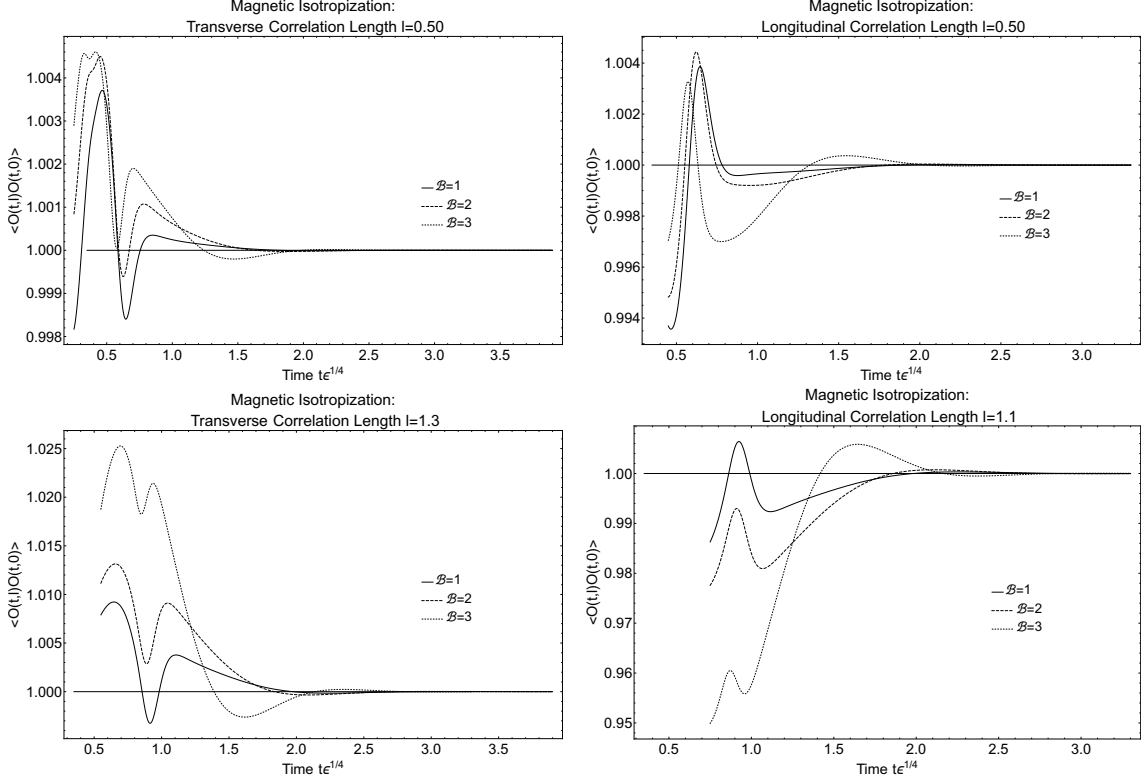 Magnetic Isotropization:
Transverse Correlation Length l=0.50
<O(t,l)O(t,0)>
1.004
1.003
1.002
1.001
1.000
0.999
0.998
ℬ=1
ℬ=2
ℬ=3
0.5 1.0 1.5 2.0 2.5 3.0 3.5
Time tϵ^1/4
Magnetic Isotropization:
Longitudinal Correlation Length l=0.50
<O(t,l)O(t,0)>
1.004
1.002
1.000
0.998
0.996
0.994
ℬ=1
ℬ=2
ℬ=3
0.5 1.0 1.5 2.0 2.5 3.0
Time tϵ^1/4
Magnetic Isotropization:
Transverse Correlation Length l=1.3
<O(t,l)O(t,0)>
1.025
1.020
1.015
1.010
1.005
1.000
ℬ=1
ℬ=2
ℬ=3
0.5 1.0 1.5 2.0 2.5 3.0 3.5
Time tϵ^1/4
Magnetic Isotropization:
Longitudinal Correlation Length l=1.1
<O(t,l)O(t,0)>
1.00
0.99
0.98
0.97
0.96
0.95
ℬ=1
ℬ=2
ℬ=3
0.5 1.0 1.5 2.0 2.5 3.0
Time tϵ^1/4